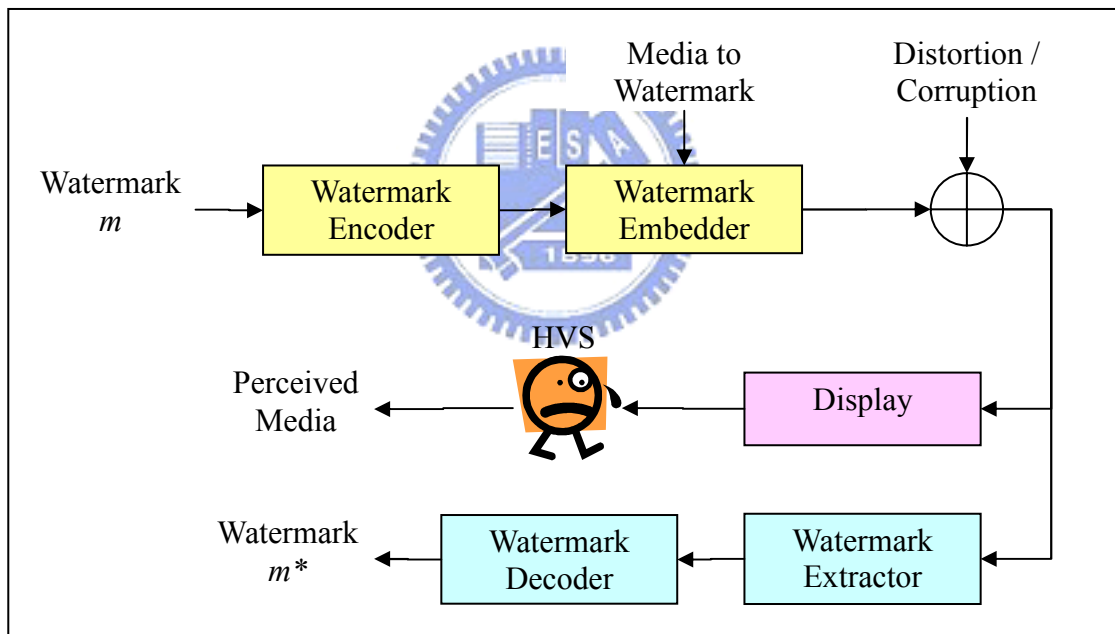 Media to
Watermark
Distortion /
Corruption
E S A
Watermark
m
Watermark
Encoder
Watermark
Embedder
1896
HVS
Perceived
Media
Display
Watermark
m*
Watermark
Decoder
Watermark
Extractor